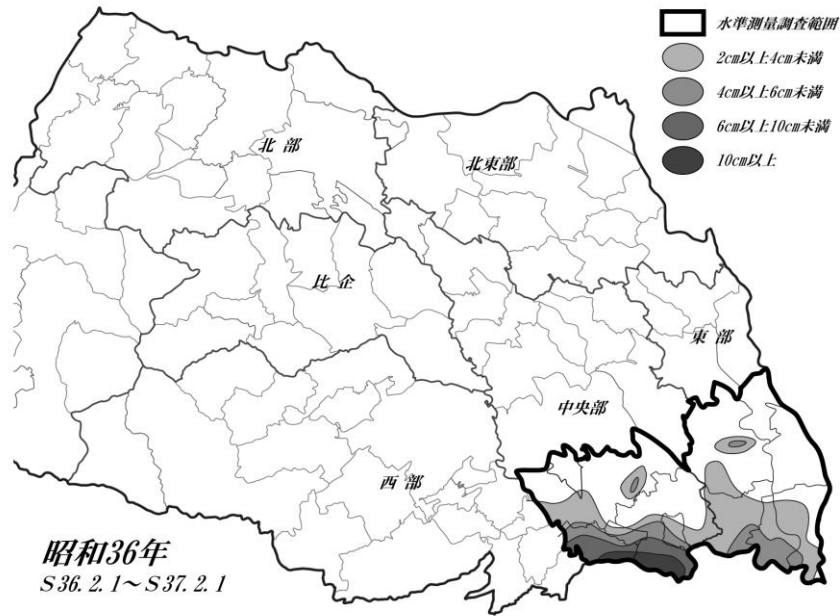 水準測量調査範囲
2cm以上4cm未満
4cm以上6cm未満
6cm以上10cm未満
10cm以上
北部
北東部
比企
東部
中央部
西部
昭和36年
S36.2.1～S37.2.1